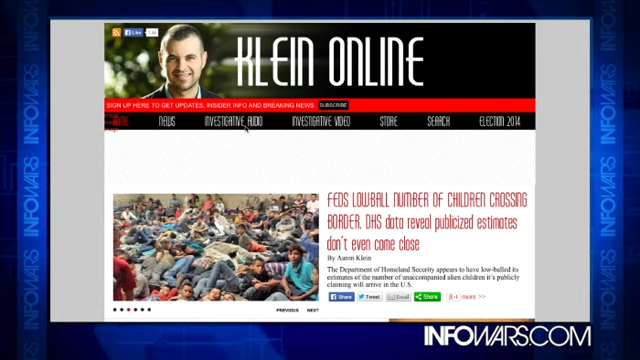 Like
KLEIN ONLINE
SIGN UP HERE TO GET UPDATES, INSIDER INFO AND BREAKING NEWS SUBSCRIBE
HOME NEWS INVESTIGATIVE AUDIO INVESTIGATIVE VIDEO STORE SEARCH ELECTION 2014
FEDS LOWBALL NUMBER OF CHILDREN CROSSING
BORDER. DHS data reveal publicized estimates
don't even come close
By Aaron Klein
The Department of Homeland Security appears to have low-balled its
estimates of the number of unaccompanied alien children it's publicly
claiming will arrive in the U.S.
Share Tweet Email Share g+1 more >>
PREVIOUS NEXT
INFOWARS
INFOWARS
INFOWARS.COM